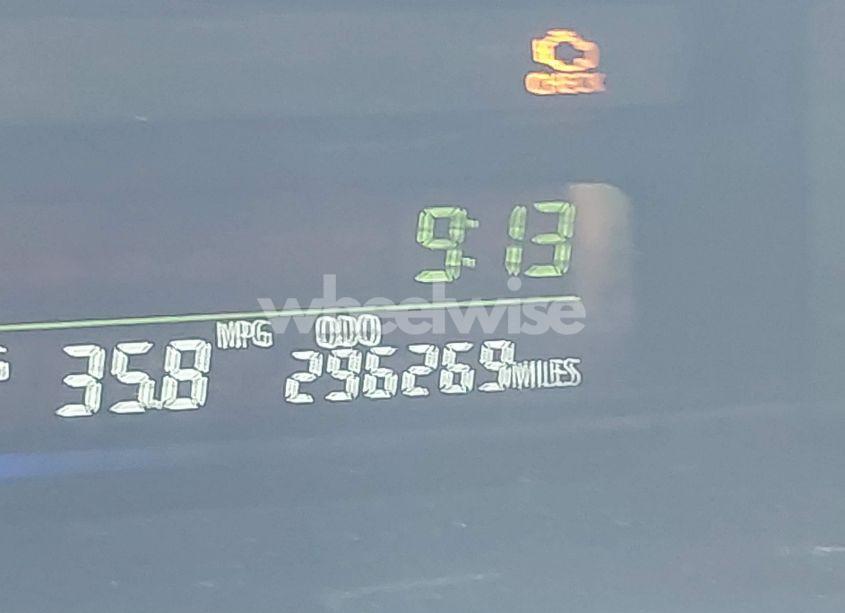 CHECK
9:13
wheelwise
35.8 MPG ODO 296269 MILES